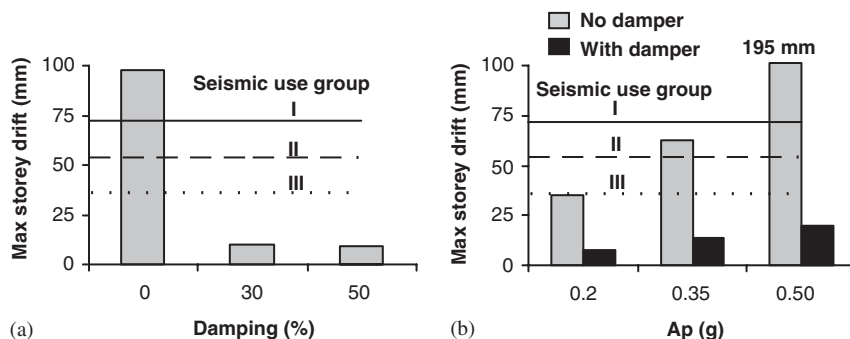 No damper
With damper
195 mm
Max storey drift (mm)
100
75
50
25
0
Seismic use group
I
II
III
0
30
50
(a)
Damping (%)
Max storey drift (mm)
100
75
50
25
0
Seismic use group
I
II
III
0.2
0.35
0.50
(b)
Ap (g)